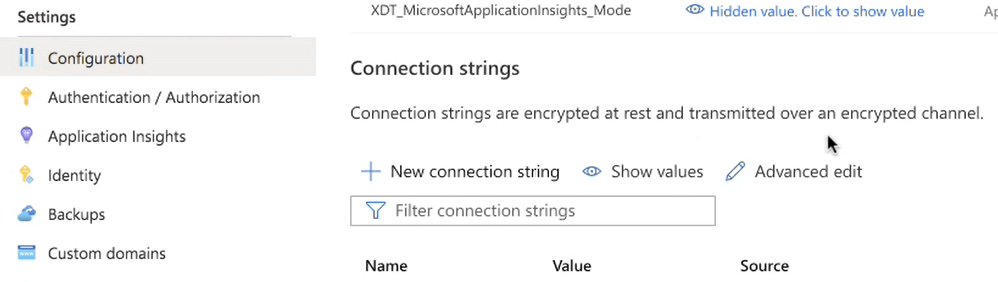 Settings
Configuration
Authentication / Authorization
Application Insights
Identity
Backups
Custom domains
XDT_MicrosoftApplicationInsights_Mode
Hidden value. Click to show value
Ap
Connection strings
Connection strings are encrypted at rest and transmitted over an encrypted channel.
New connection string
Show values
Advanced edit
Filter connection strings
Name Value Source